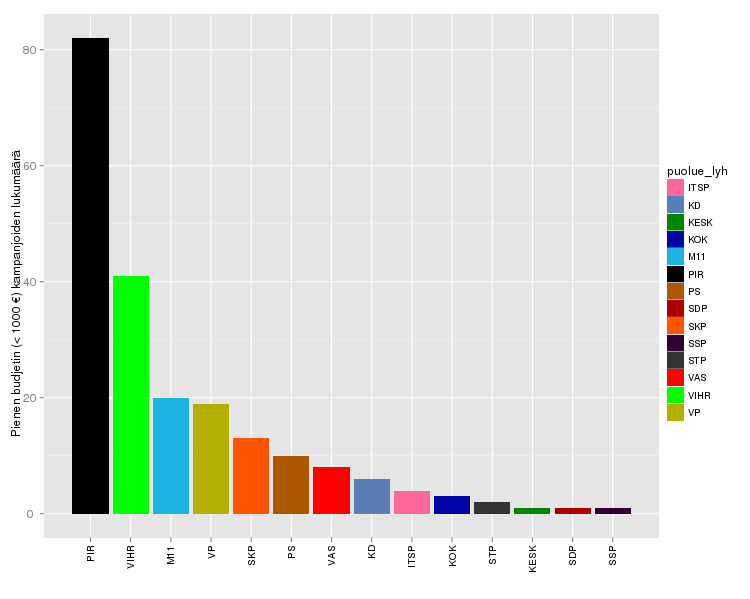 Pienen budjetin (< 1000 €) kampanjoiden lukumäärä
80
60
40
20
0
PIR
VIHR
M11
VP
SKP
PS
VAS
KD
ITSP
KOK
STP
KESK
SDP
SSP
puolue_lyh
ITSP
KD
KESK
KOK
M11
PIR
PS
SDP
SKP
SSP
STP
VAS
VIHR
VP